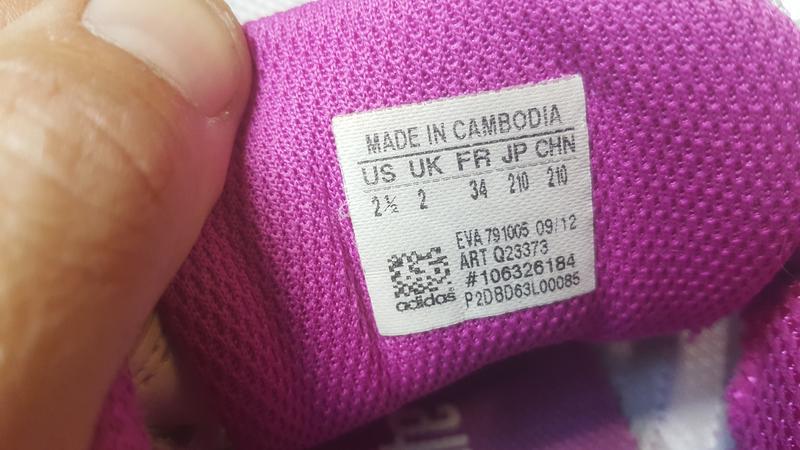 MADE IN CAMBODIA
US UK FR JP CHN
2½ 2 34 210 210
EVA 791005 09/12
ART Q23373
#106326184
adidas P2DBD63L00085